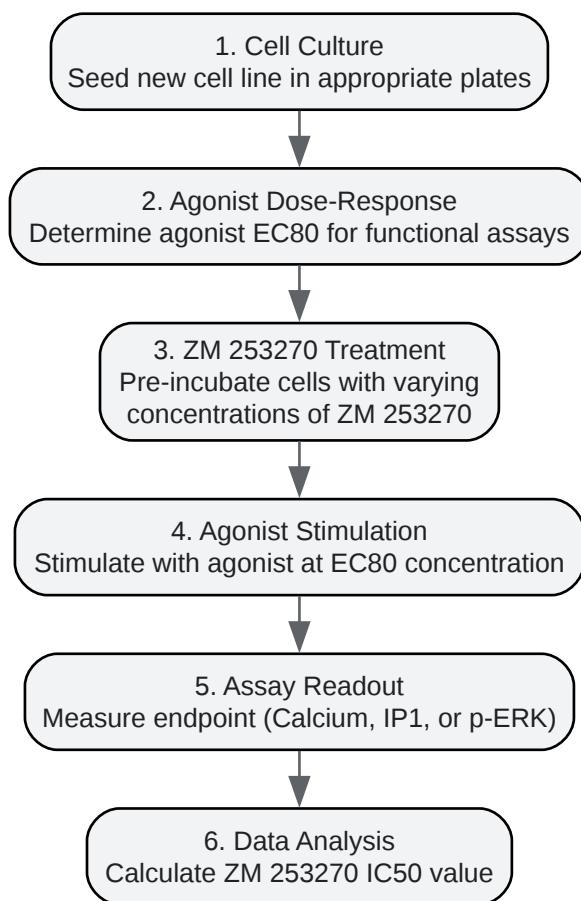 1. Cell Culture
Seed new cell line in appropriate plates
2. Agonist Dose-Response
Determine agonist EC80 for functional assays
3. ZM 253270 Treatment
Pre-incubate cells with varying
concentrations of ZM 253270
4. Agonist Stimulation
Stimulate with agonist at EC80 concentration
5. Assay Readout
Measure endpoint (Calcium, IP1, or p-ERK)
6. Data Analysis
Calculate ZM 253270 IC50 value